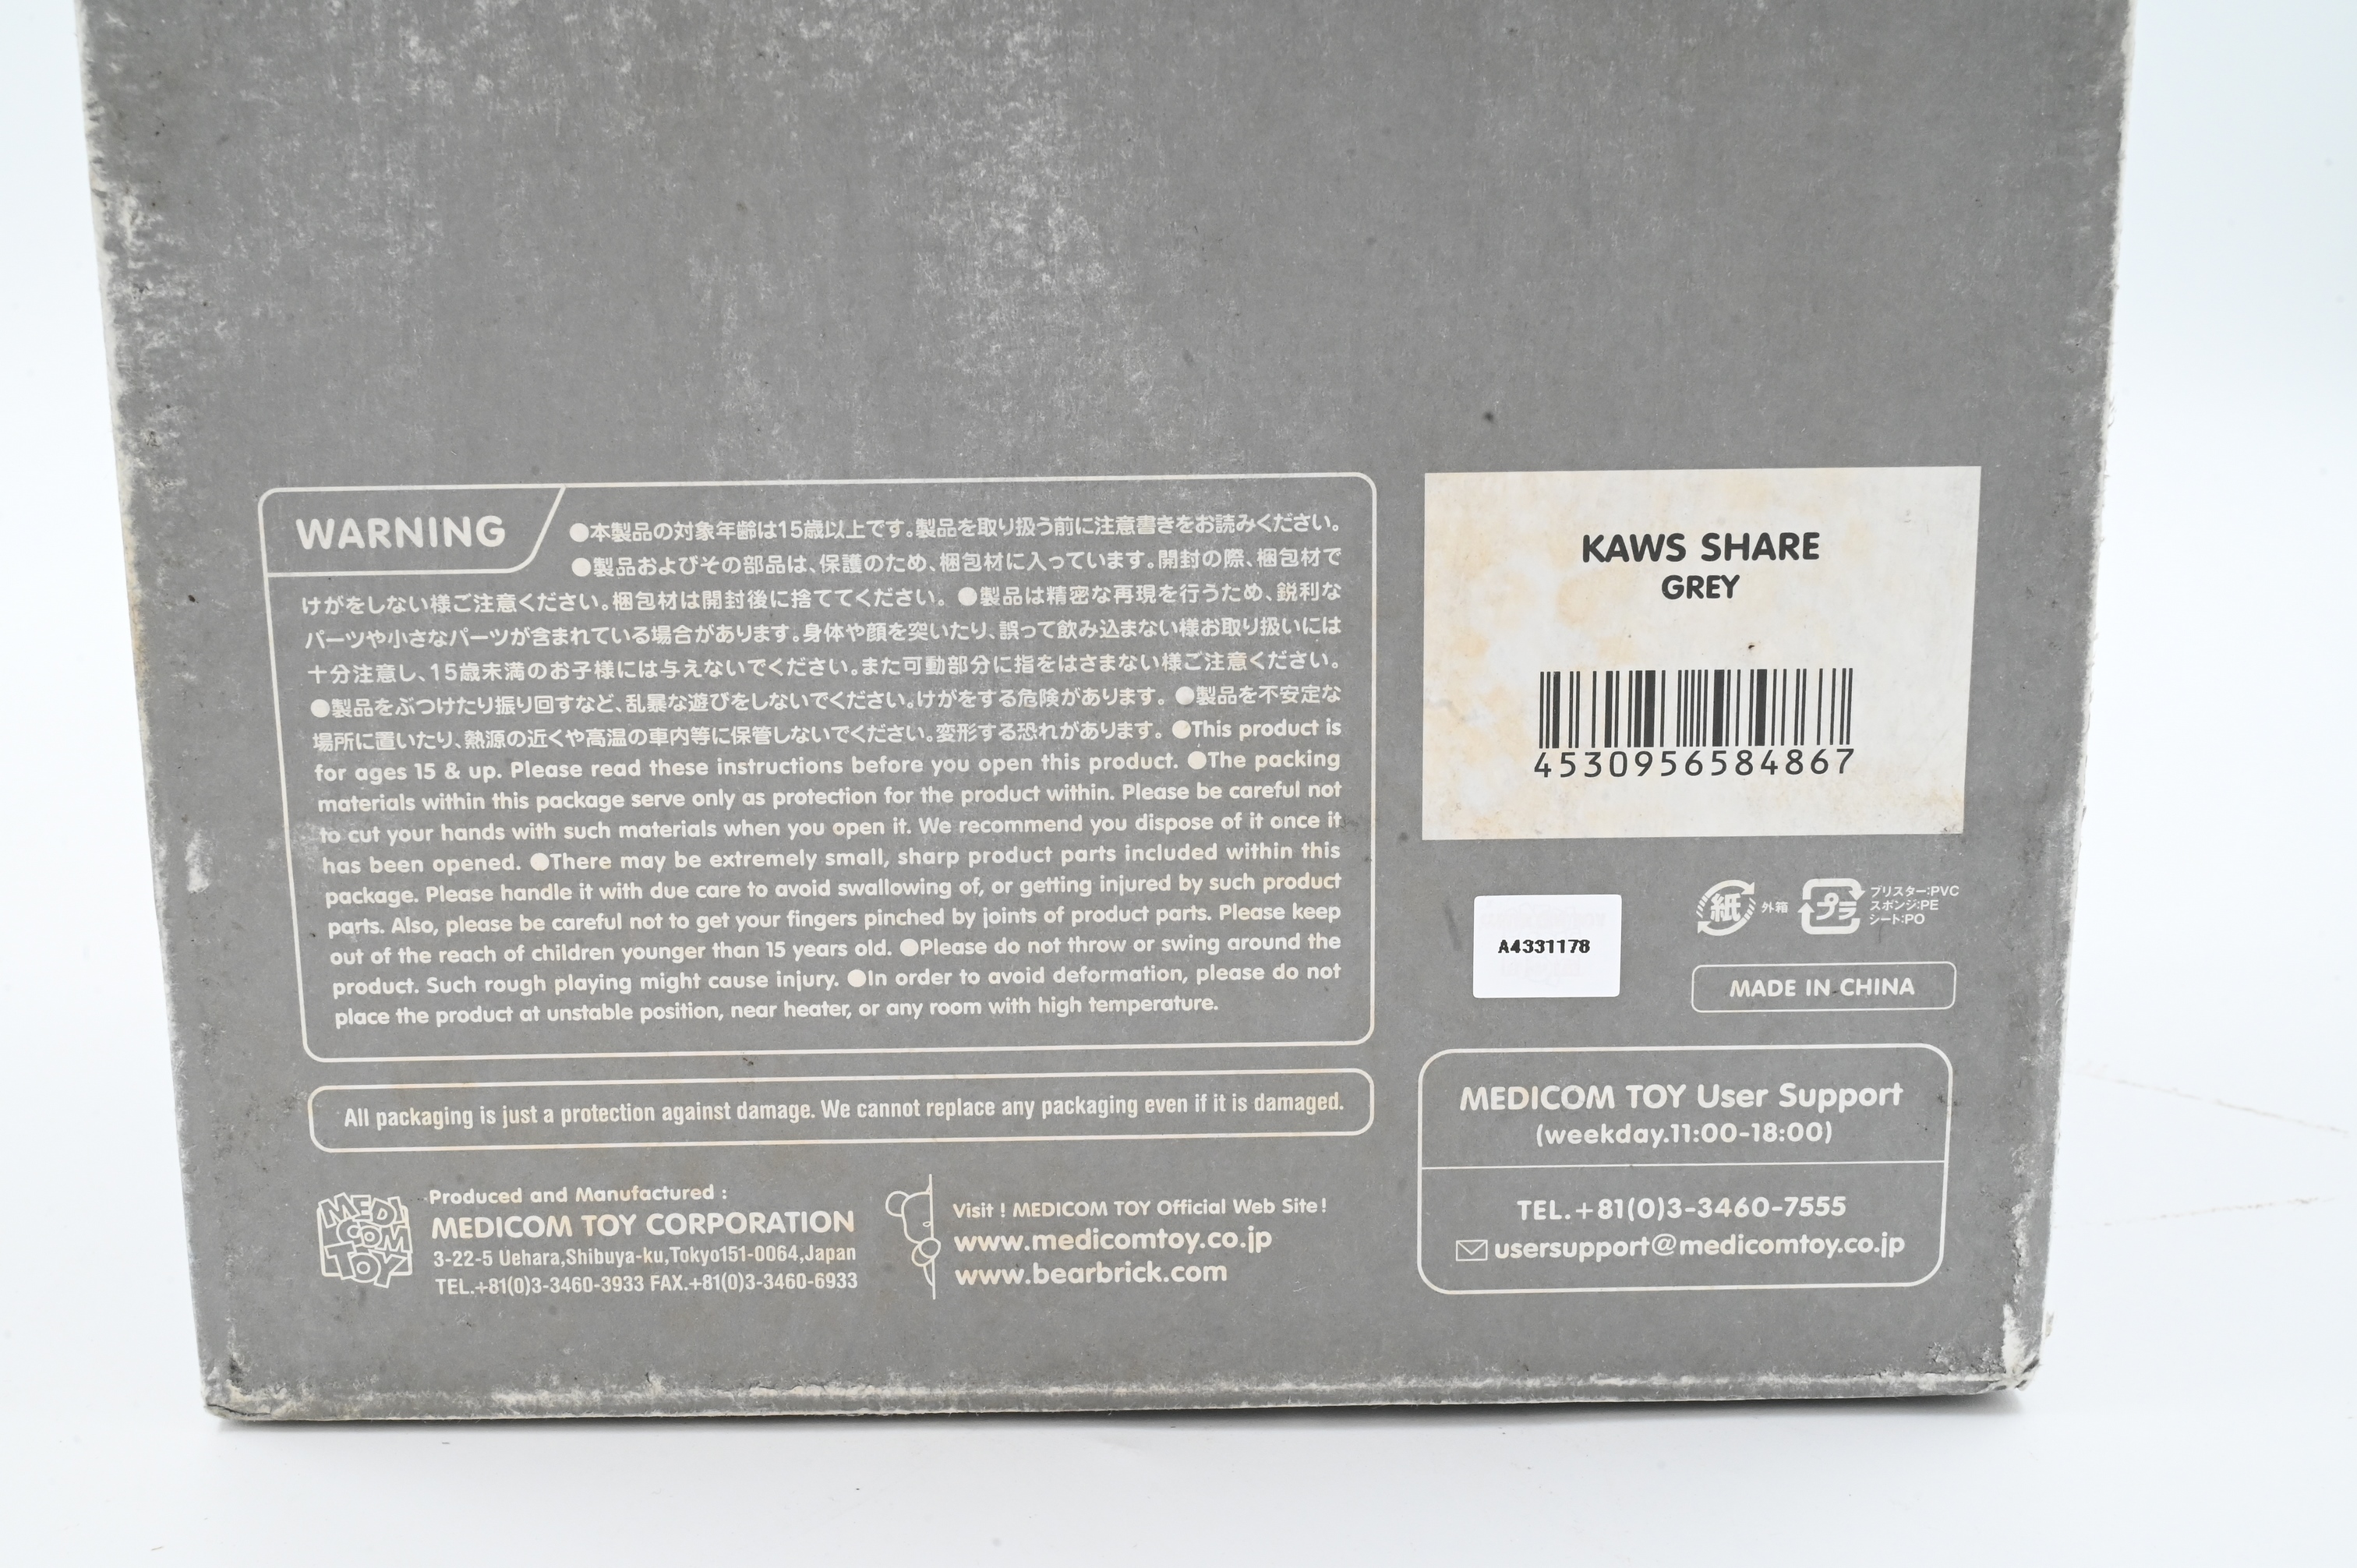 WARNING
●本製品の対象年齢は15歳以上です。製品を取り扱う前に注意書きをお読みください。
●製品およびその部品は、保護のため、梱包材に入っています。開封の際、梱包材で
けがをしない様ご注意ください。梱包材は開封後に捨ててください。 ●製品は精密な再現を行うため、鋭利な
パーツや小さなパーツが含まれている場合があります。身体や顔を突いたり、誤って飲み込まない様お取り扱いには
十分注意し、15歳未満のお子様には与えないでください。また可動部分に指をはさまない様ご注意ください。
●製品をぶつけたり振り回すなど、乱暴な遊びをしないでください。けがをする危険があります。 ●製品を不安定な
場所に置いたり、熱源の近くや高温の車内等に保管しないでください。変形する恐れがあります。 ●This product is
for ages 15 & up. Please read these instructions before you open this product. ●The packing
materials within this package serve only as protection for the product within. Please be careful not
to cut your hands with such materials when you open it. We recommend you dispose of it once it
has been opened. ●There may be extremely small, sharp product parts included within this
package. Please handle it with due care to avoid swallowing of, or getting injured by such product
parts. Also, please be careful not to get your fingers pinched by joints of product parts. Please keep
out of the reach of children younger than 15 years old. ●Please do not throw or swing around the
product. Such rough playing might cause injury. ●In order to avoid deformation, please do not
place the product at unstable position, near heater, or any room with high temperature.
All packaging is just a protection against damage. We cannot replace any packaging even if it is damaged.
MEDI
COM
TOY
Produced and Manufactured :
MEDICOM TOY CORPORATION
3-22-5 Uehara,Shibuya-ku,Tokyo151-0064,Japan
TEL.+81(0)3-3460-3933 FAX.+81(0)3-3460-6933
Visit ! MEDICOM TOY Official Web Site!
www.medicomtoy.co.jp
www.bearbrick.com
KAWS SHARE
GREY
4530956584867
A4331178
紙 外箱
プラ
ブリスター:PVC
スポンジ:PE
シート:PO
MADE IN CHINA
MEDICOM TOY User Support
(weekday.11:00-18:00)
TEL.+81(0)3-3460-7555
usersupport@medicomtoy.co.jp